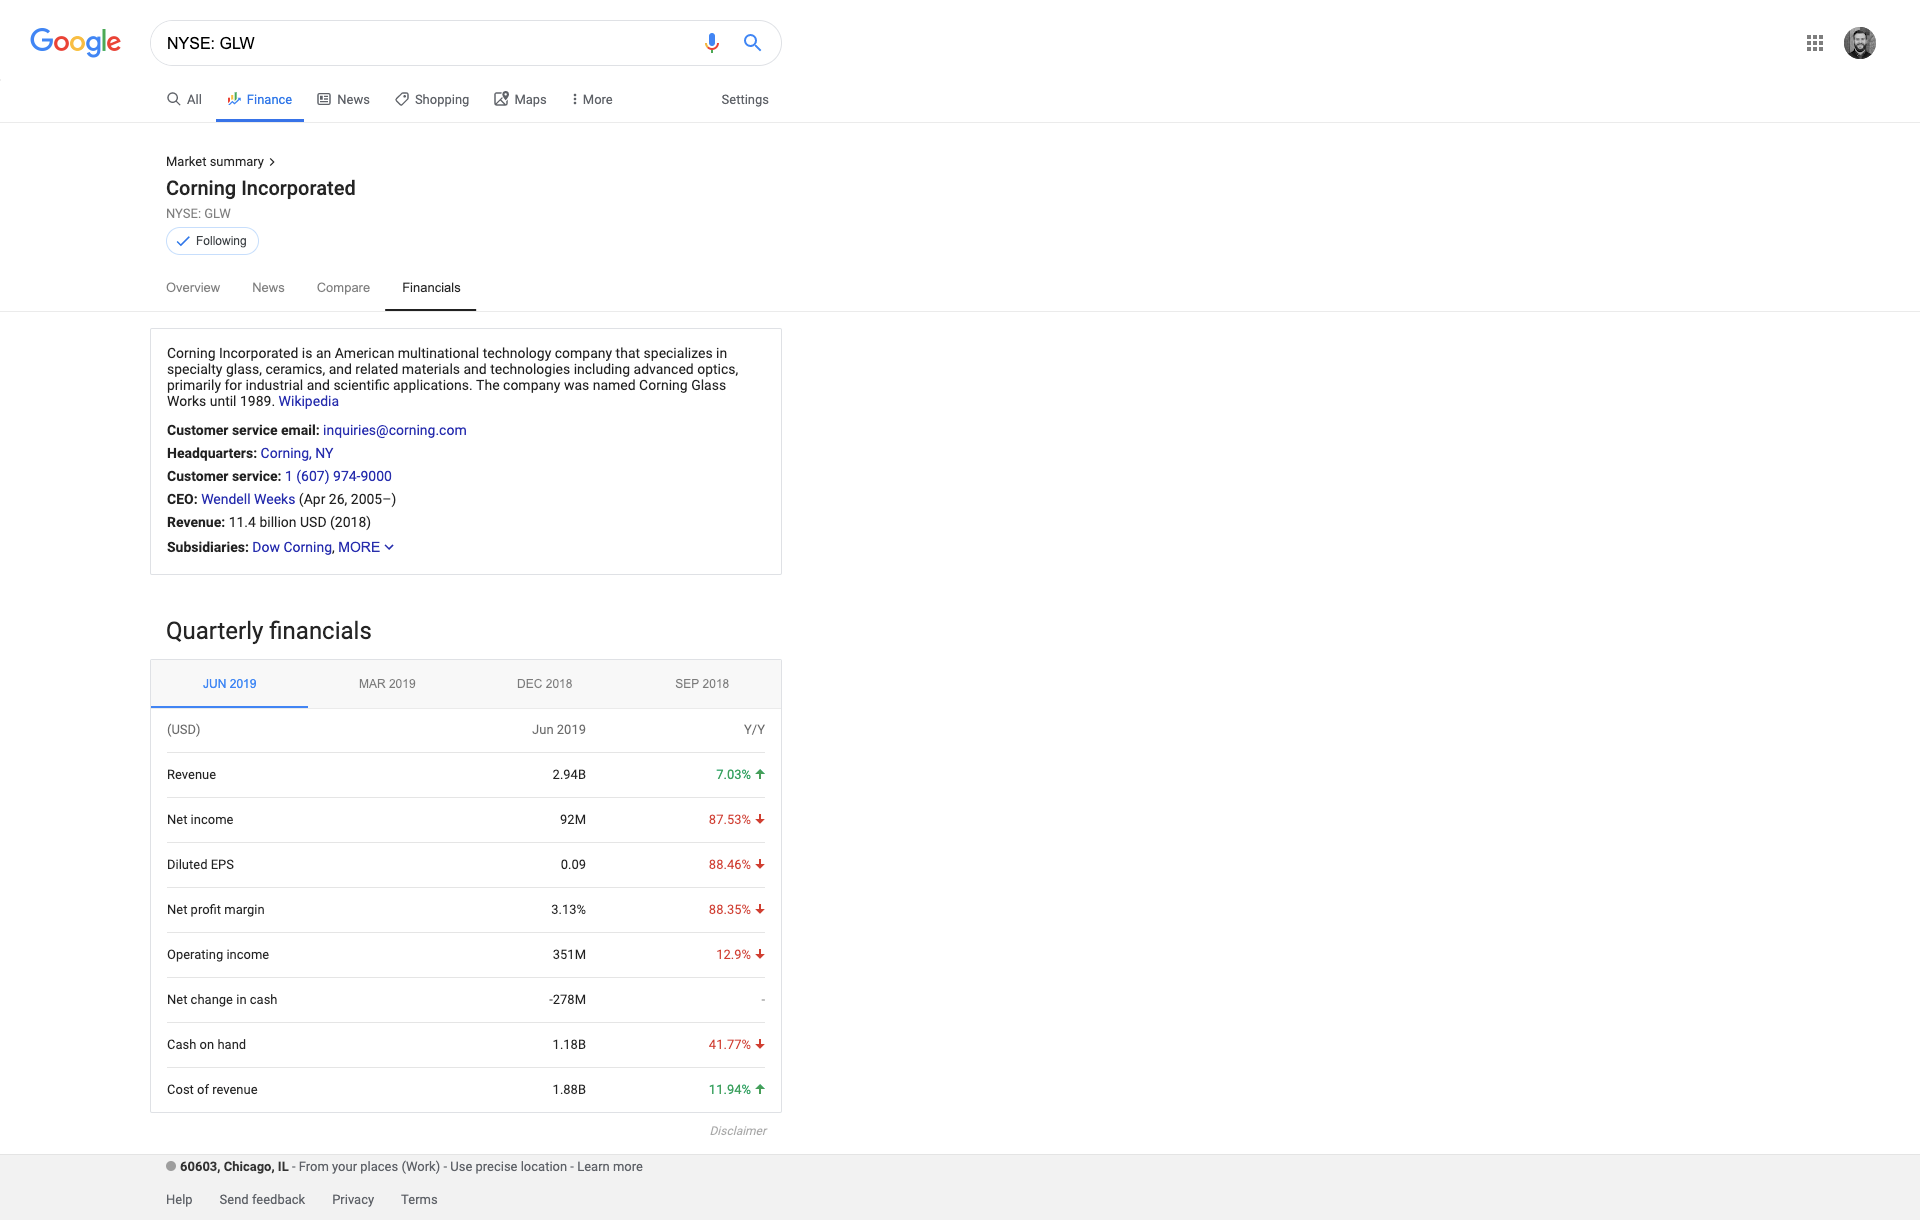 Google
NYSE: GLW
All Finance News Shopping Maps More Settings
Market summary
Corning Incorporated
NYSE: GLW
Following
Overview News Compare Financials
Corning Incorporated is an American multinational technology company that specializes in
specialty glass, ceramics, and related materials and technologies including advanced optics,
primarily for industrial and scientific applications. The company was named Corning Glass
Works until 1989. Wikipedia
Customer service email: inquiries@corning.com
Headquarters: Corning, NY
Customer service: 1 (607) 974-9000
CEO: Wendell Weeks (Apr 26, 2005–)
Revenue: 11.4 billion USD (2018)
Subsidiaries: Dow Corning, MORE
Quarterly financials
JUN 2019 MAR 2019 DEC 2018 SEP 2018
(USD) Jun 2019 Y/Y
Revenue 2.94B 7.03%
Net income 92M 87.53%
Diluted EPS 0.09 88.46%
Net profit margin 3.13% 88.35%
Operating income 351M 12.9%
Net change in cash -278M -
Cash on hand 1.18B 41.77%
Cost of revenue 1.88B 11.94%
Disclaimer
60603, Chicago, IL - From your places (Work) - Use precise location - Learn more
Help Send feedback Privacy Terms